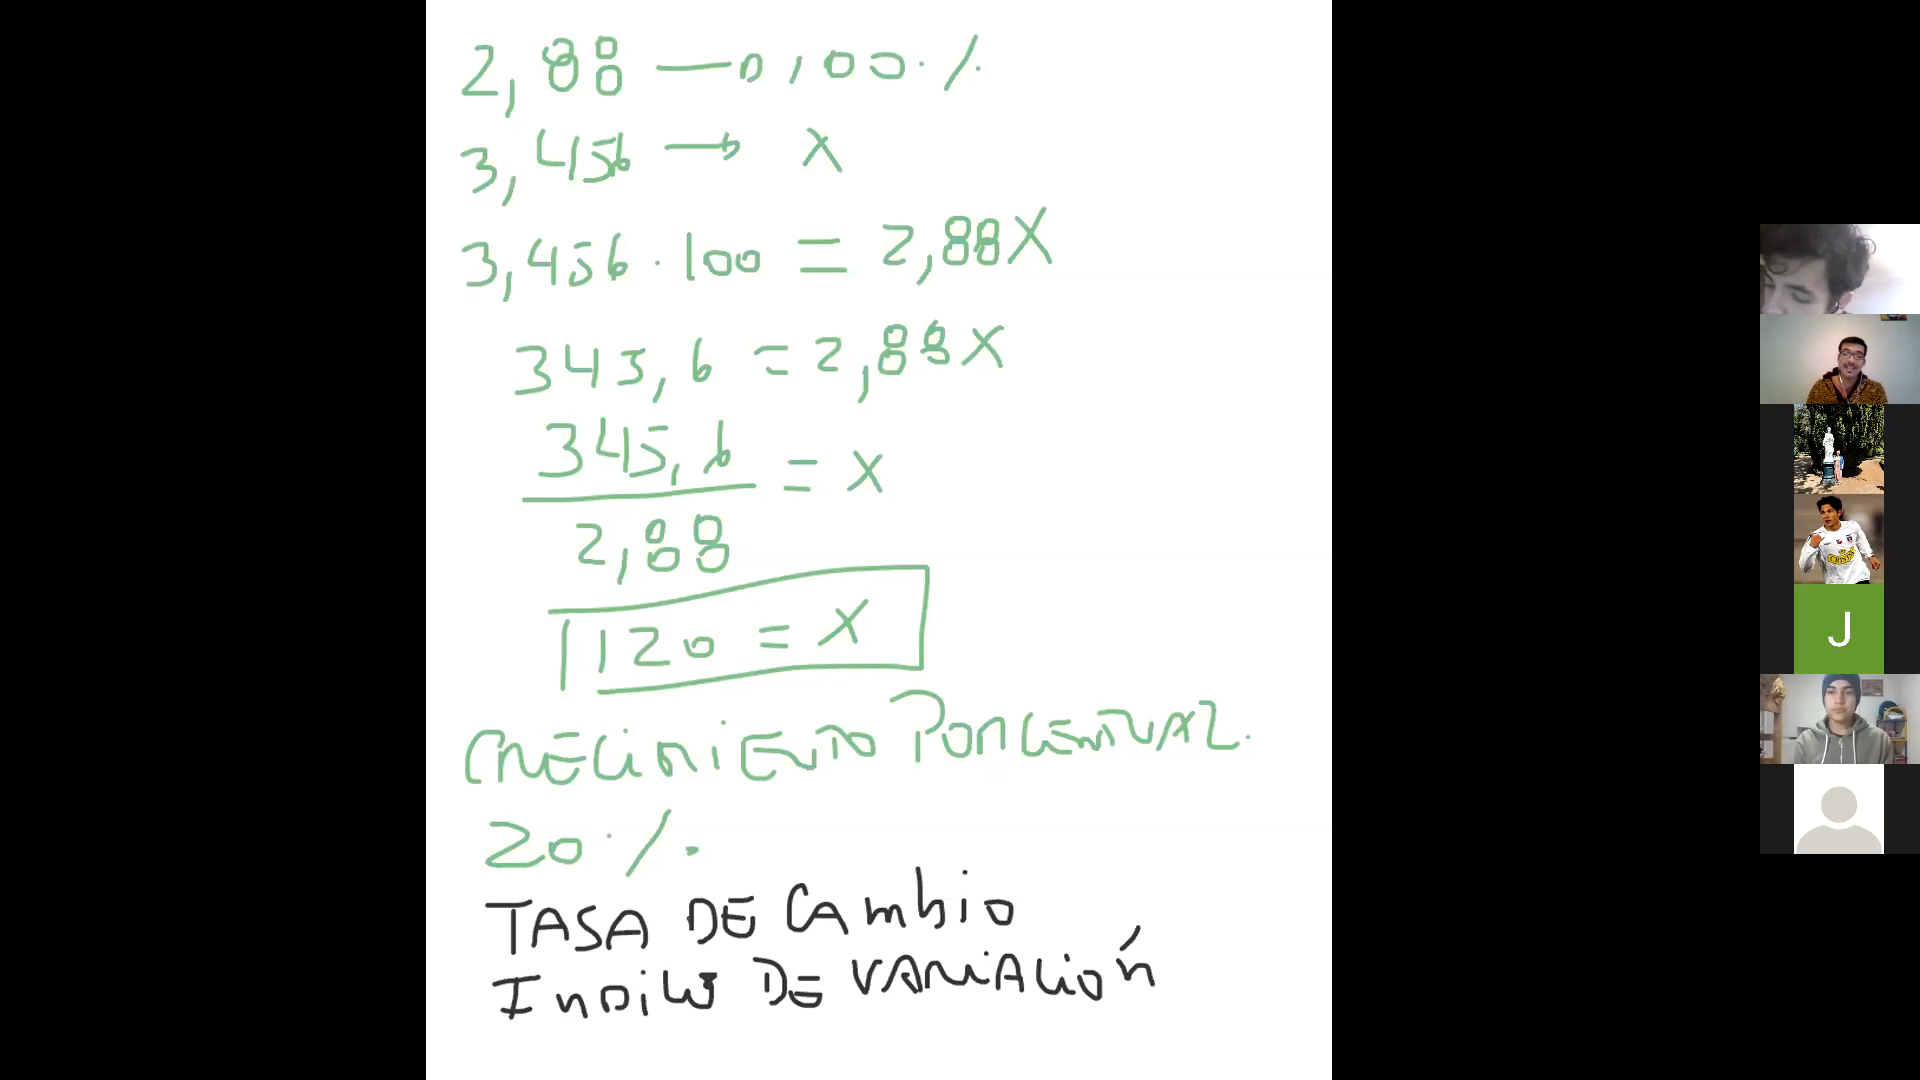 2,88 → 100%
3,456 → X
3,456 · 100 = 2,88X
345,6 = 2,88X
345,6 / 2,88 = X
120 = X
CRECIMIENTO PORCENTUAL.
20%.
TASA DE CAmbio
INDICE DE VARIACIÓn
J